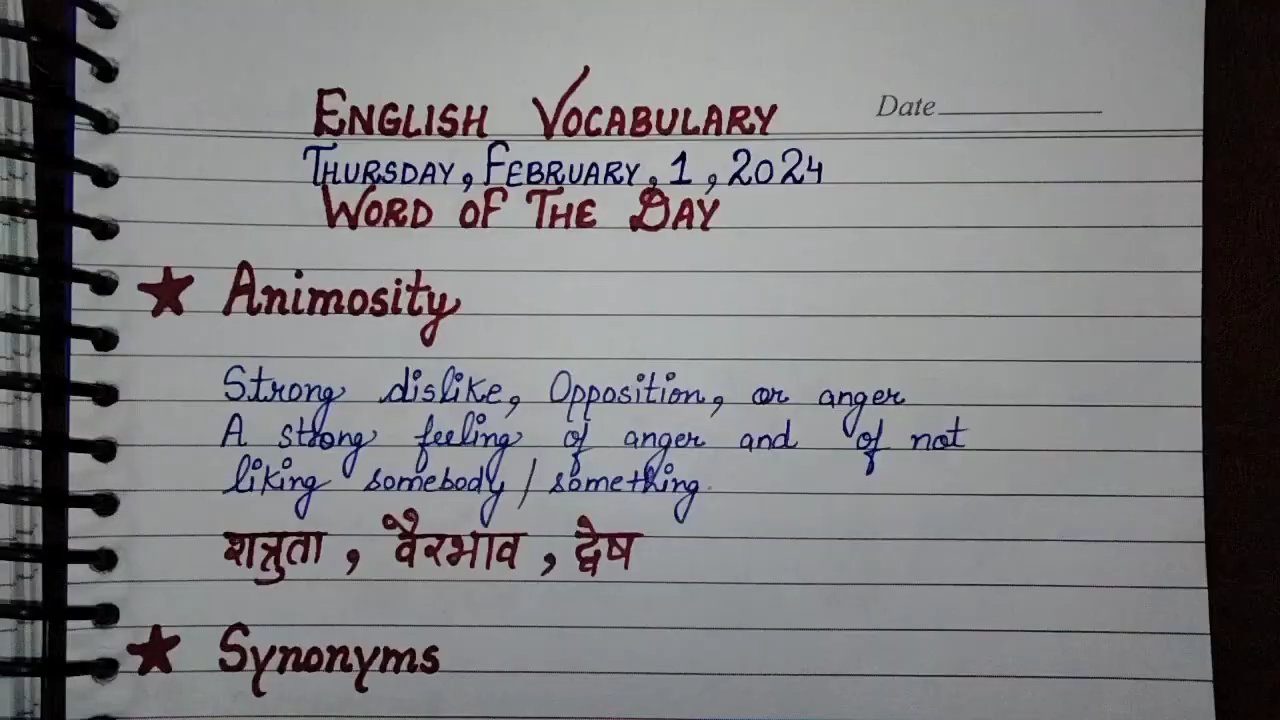 ENGLISH VOCABULARY
Date
THURSDAY, FEBRUARY, 1, 2024
WORD OF THE DAY
★ Animosity
Strong dislike, Opposition, or anger
A strong feeling of anger and of not
liking somebody/something.
शत्रुता, वैरभाव, द्वेष
★ Synonyms